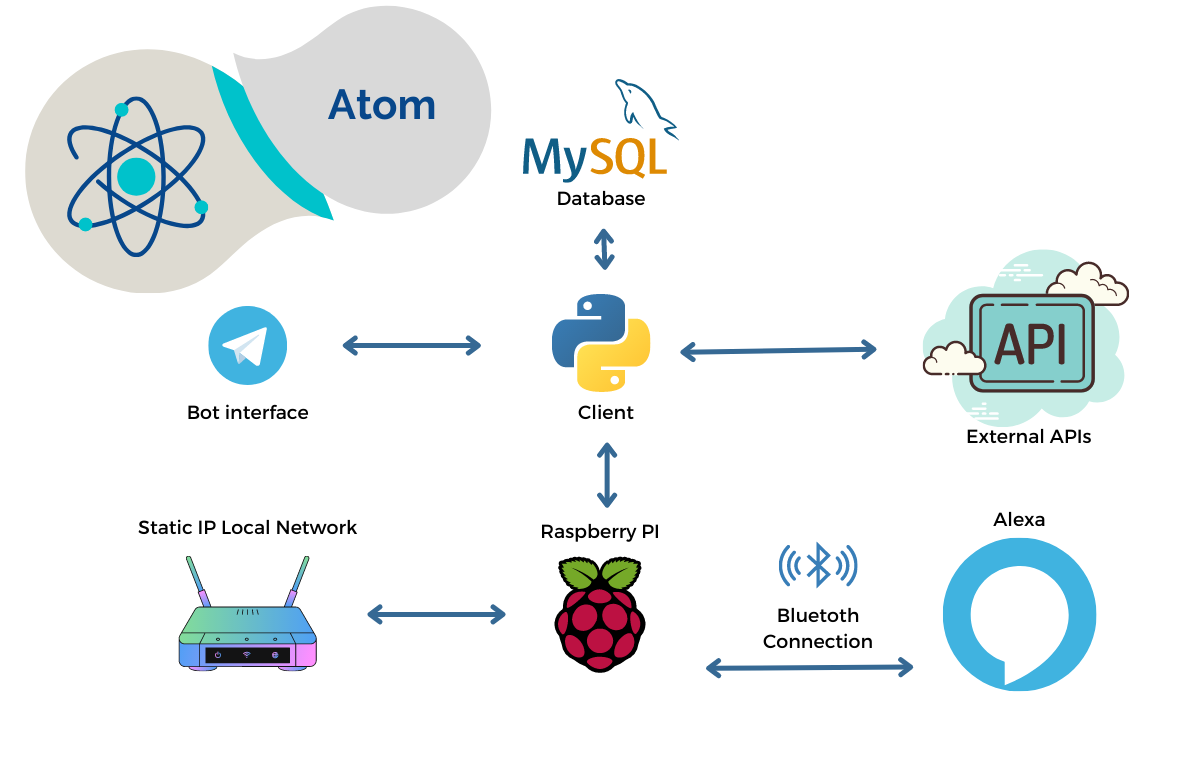 Atom
MySQL
Database
Bot interface
Client
API
External APIs
Static IP Local Network
Raspberry PI
Alexa
Bluetoth
Connection